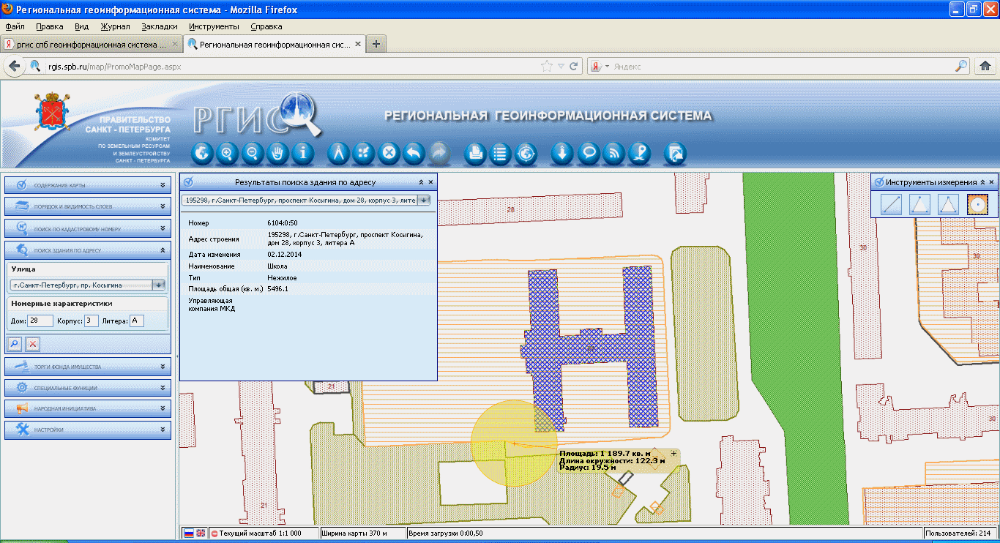 Региональная геоинформационная система - Mozilla Firefox
Файл Правка Вид Журнал Закладки Инструменты Справка
ргис спб геоинформационная система ...
Региональная геоинформационная сис...
rgis.spb.ru/map/PromoMapPage.aspx
Яндекс
ПРАВИТЕЛЬСТВО
САНКТ - ПЕТЕРБУРГА
КОМИТЕТ
ПО ЗЕМЕЛЬНЫМ РЕСУРСАМ
И ЗЕМЛЕУСТРОЙСТВУ
САНКТ - ПЕТЕРБУРГА
РГИС
РЕГИОНАЛЬНАЯ ГЕОИНФОРМАЦИОННАЯ СИСТЕМА
СОДЕРЖАНИЕ КАРТЫ
ПОРЯДОК И ВИДИМОСТЬ СЛОЕВ
ПОИСК ПО КАДАСТРОВОМУ НОМЕРУ
ПОИСК ЗДАНИЯ ПО АДРЕСУ
Улица
г.Санкт-Петербург, пр. Косыгина
Номерные характеристики
Дом: 28 Корпус: 3 Литера: А
ТОРГИ ФОНДА ИМУЩЕСТВА
СПЕЦИАЛЬНЫЕ ФУНКЦИИ
НАРОДНАЯ ИНИЦИАТИВА
НАСТРОЙКИ
Результаты поиска здания по адресу
195298, г.Санкт-Петербург, проспект Косыгина, дом 28, корпус 3, лите
Номер 6104:0:50
Адрес строения 195298, г.Санкт-Петербург, проспект Косыгина,
дом 28, корпус 3, литера А
Дата изменения 02.12.2014
Наименование Школа
Тип Нежилое
Площадь общая (кв. м.) 5496.1
Управляющая
компания МКД
Инструменты измерения
28
30
30
21
30
21
Площадь: 1 189.7 кв. м
Длина окружности: 122.3 м
Радиус: 19.5 м
Текущий масштаб 1:1 000
Ширина карты 370 м
Время загрузки 0:00,50
Пользователей: 214